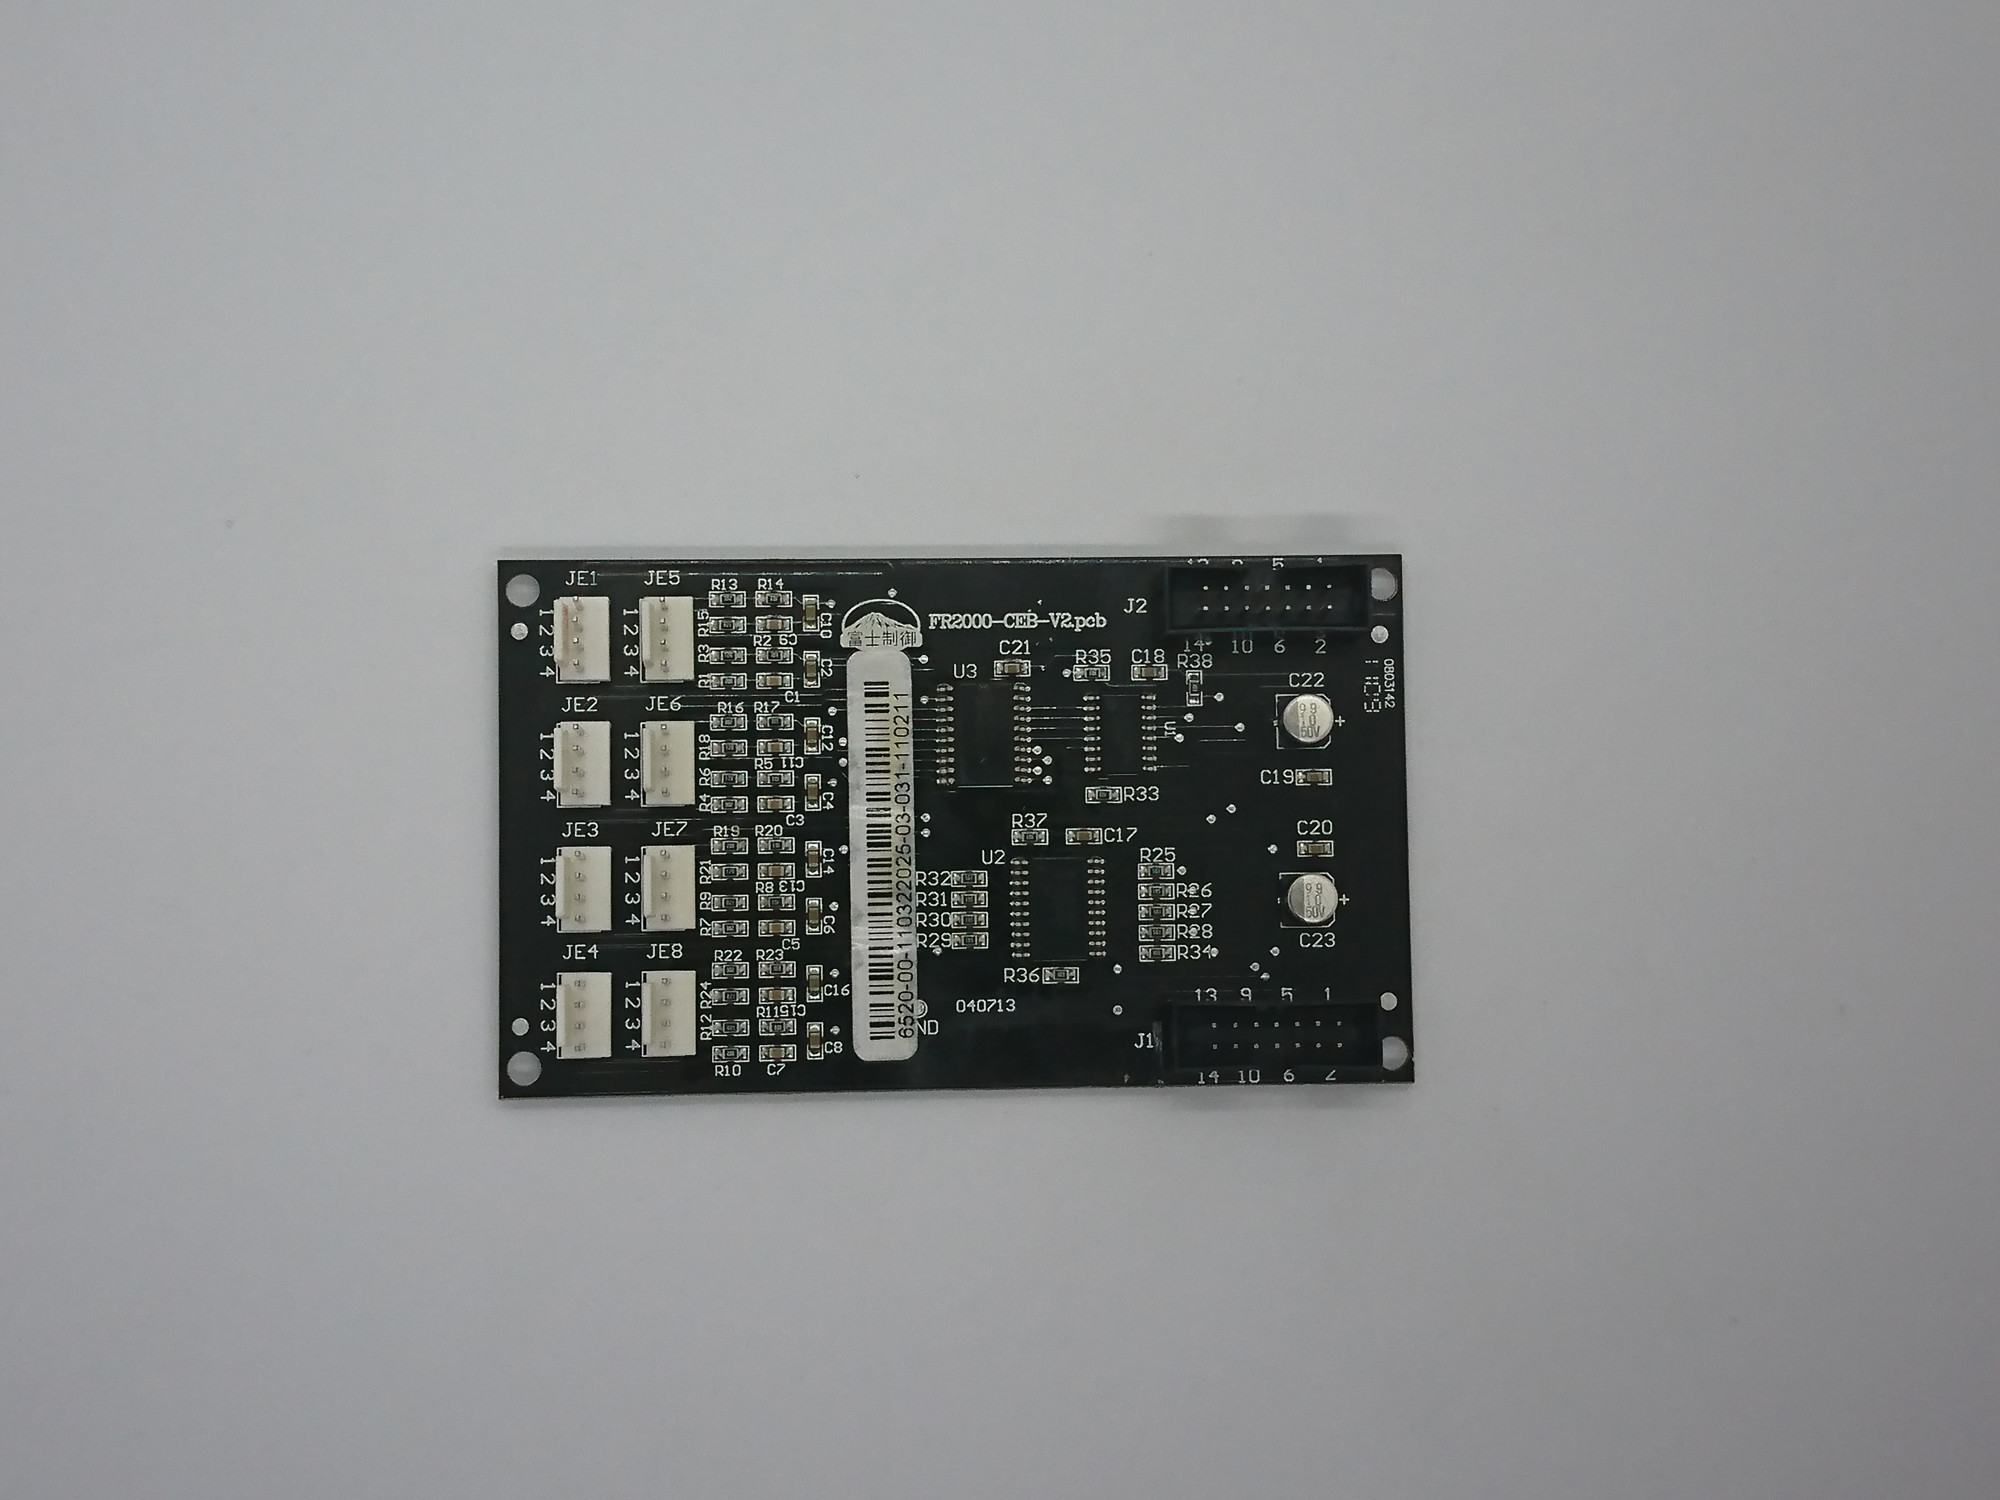 JE1 JE5 R13 R14
1 2 3 4
1 2 3 4
R15 C10
R2 C9
R3 C2
R1 C1
富士制御
FR2000-CEB-V2.pcb
J2
13 5 1
14 10 6 2
0803142
JE2 JE6 R16 R17
1 2 3 4
1 2 3 4
R18 C12
R5 C11
R6 C4
R4 C3
U3 C21 R35 C18 R38
U1
C22
99
10
50V
+
R33
C19
JE3 JE7 R19 R20
1 2 3 4
1 2 3 4
R21 C14
R8 C13
R9 C6
R7 C5
6520-00-110322025-03-031-110211
R37 C17
U2
R32
R31
R30
R29
R36
R25
R26
R27
R28
R34
C20
99
10
50V
+
C23
JE4 JE8 R22 R23
1 2 3 4
1 2 3 4
R24 C16
R11 C15
R12 C8
R10 C7
040713
J1
13 9 5 1
14 10 6 2